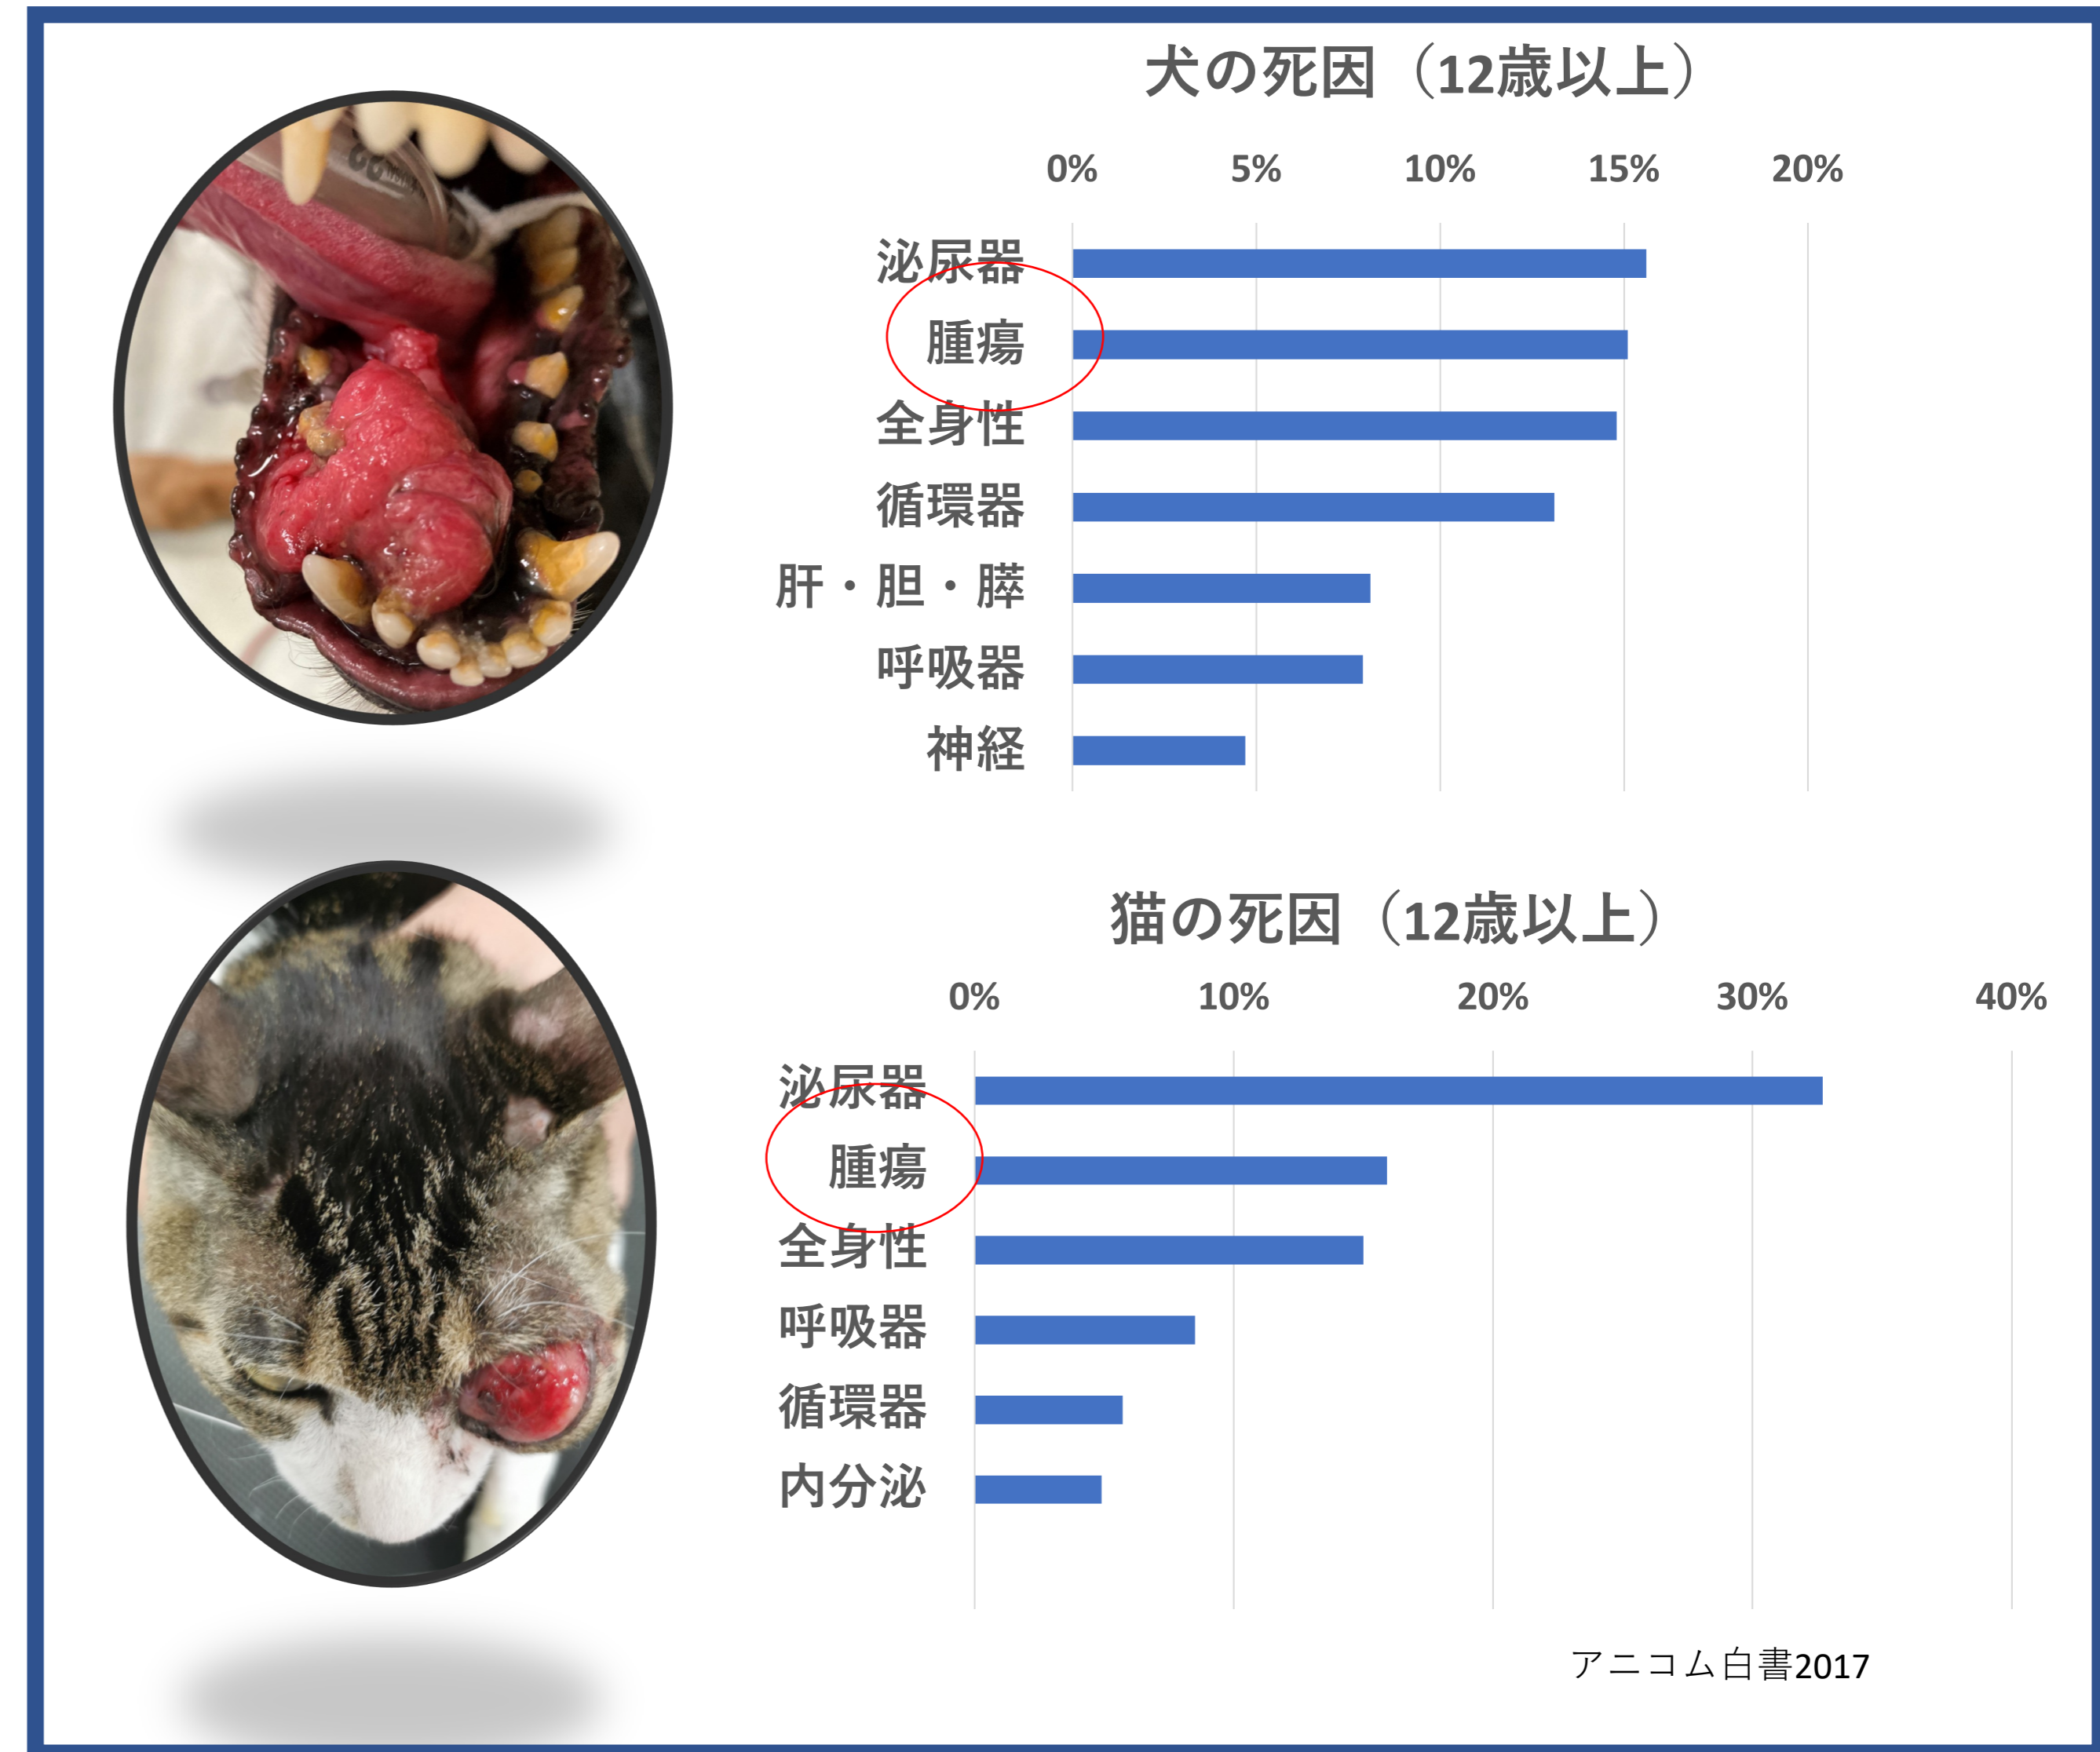 犬の死因（12歳以上）
0% 5% 10% 15% 20%
泌尿器
腫瘍
全身性
循環器
肝・胆・膵
呼吸器
神経
猫の死因（12歳以上）
0% 10% 20% 30% 40%
泌尿器
腫瘍
全身性
呼吸器
循環器
内分泌
アニコム白書2017